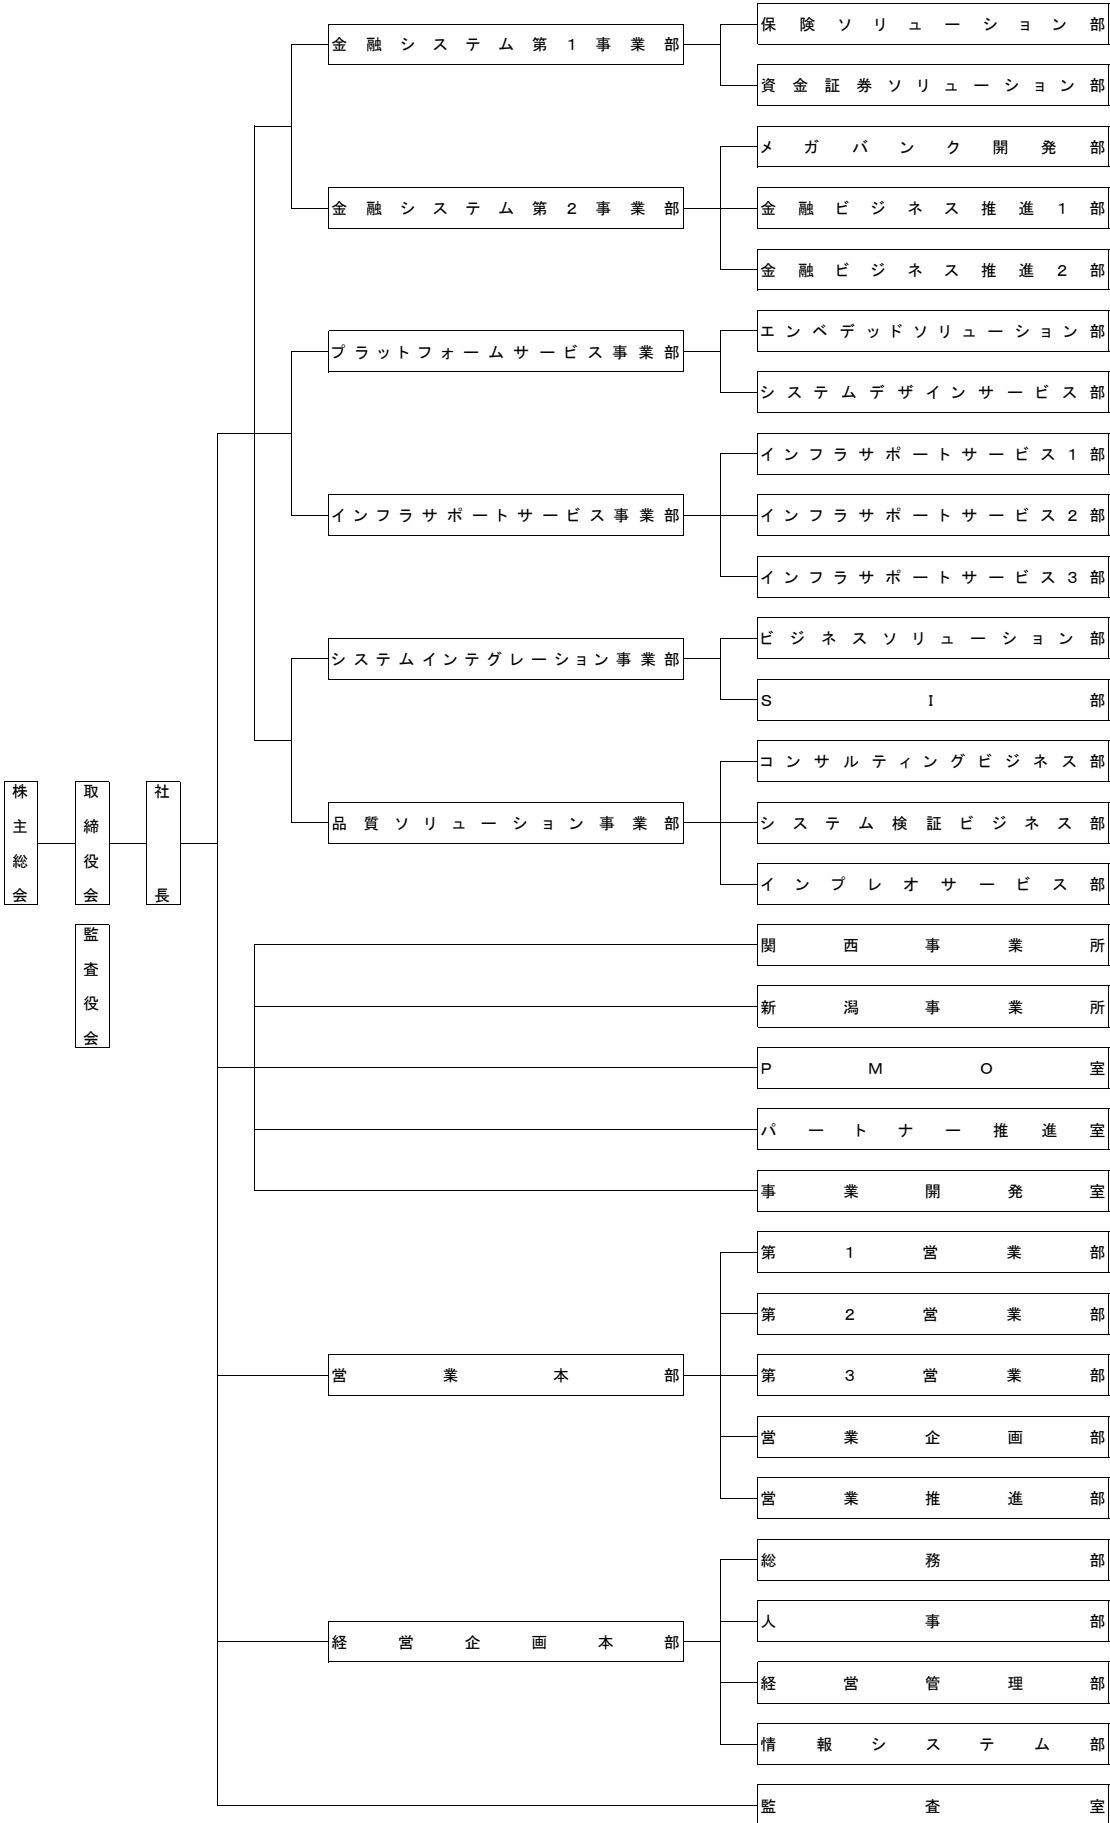 株主総会
取締役会
監査役会
社長
金融システム第1事業部
保険ソリューション部
資金証券ソリューション部
金融システム第2事業部
メガバンク開発部
金融ビジネス推進1部
金融ビジネス推進2部
プラットフォームサービス事業部
エンベデッドソリューション部
システムデザインサービス部
インフラサポートサービス事業部
インフラサポートサービス1部
インフラサポートサービス2部
インフラサポートサービス3部
システムインテグレーション事業部
ビジネスソリューション部
SI部
品質ソリューション事業部
コンサルティングビジネス部
システム検証ビジネス部
インプレオサービス部
関西事業所
新潟事業所
PMO室
パートナー推進室
事業開発室
営業本部
第1営業部
第2営業部
第3営業部
営業企画部
営業推進部
経営企画本部
総務部
人事部
経営管理部
情報システム部
監査室